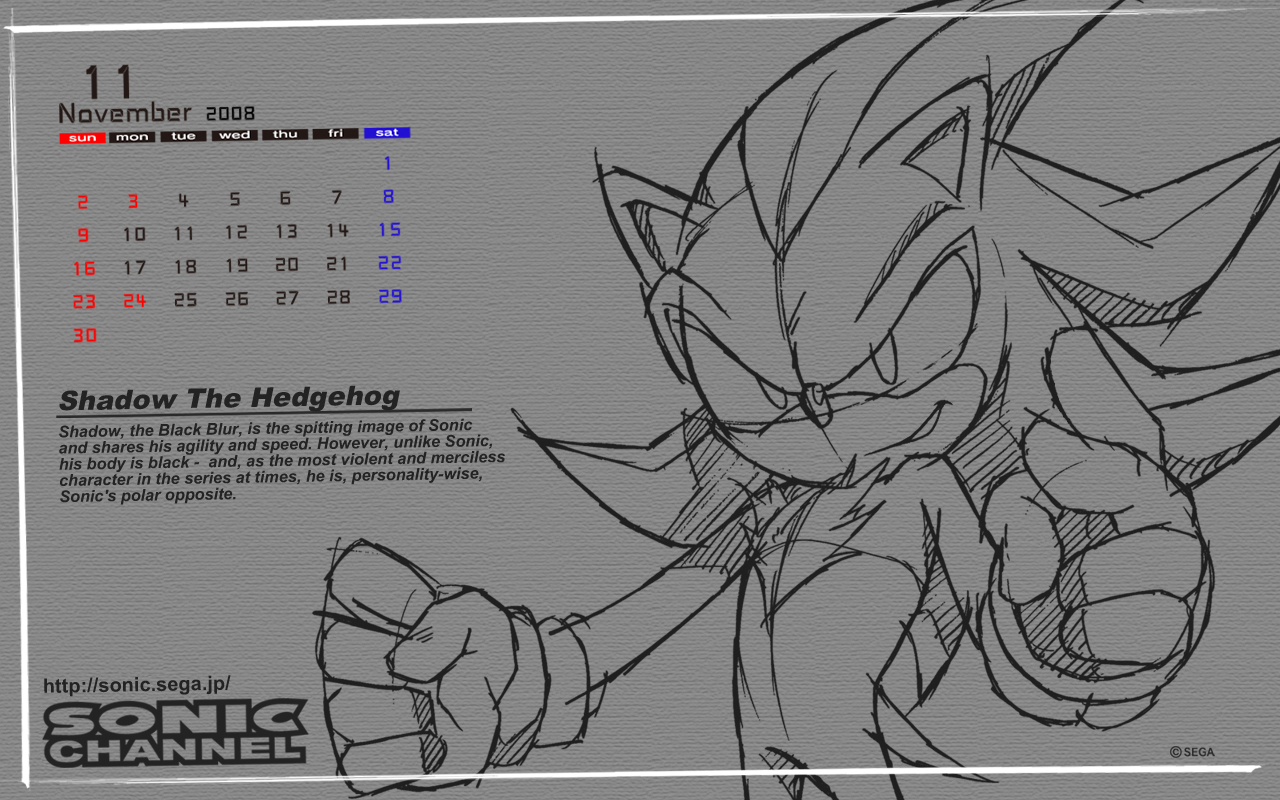 11
November 2008
sun mon tue wed thu fri sat
1
2 3 4 5 6 7 8
9 10 11 12 13 14 15
16 17 18 19 20 21 22
23 24 25 26 27 28 29
30
Shadow The Hedgehog
Shadow, the Black Blur, is the spitting image of Sonic
and shares his agility and speed. However, unlike Sonic,
his body is black - and, as the most violent and merciless
character in the series at times, he is, personality-wise,
Sonic's polar opposite.
http://sonic.sega.jp/
SONIC
CHANNEL
©SEGA